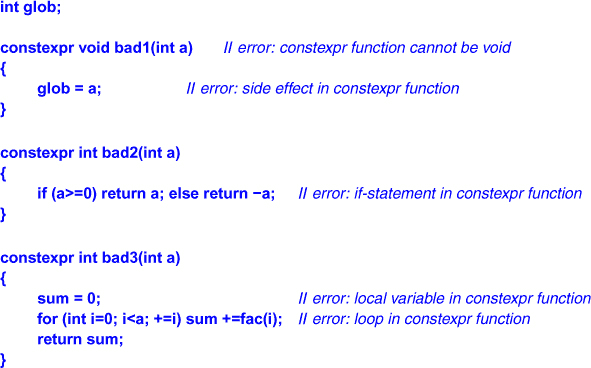 int glob;
constexpr void bad1(int a) // error: constexpr function cannot be void
{
glob = a; // error: side effect in constexpr function
}
constexpr int bad2(int a)
{
if (a>=0) return a; else return −a; // error: if-statement in constexpr function
}
constexpr int bad3(int a)
{
sum = 0; // error: local variable in constexpr function
for (int i=0; i<a; +=i) sum +=fac(i); // error: loop in constexpr function
return sum;
}